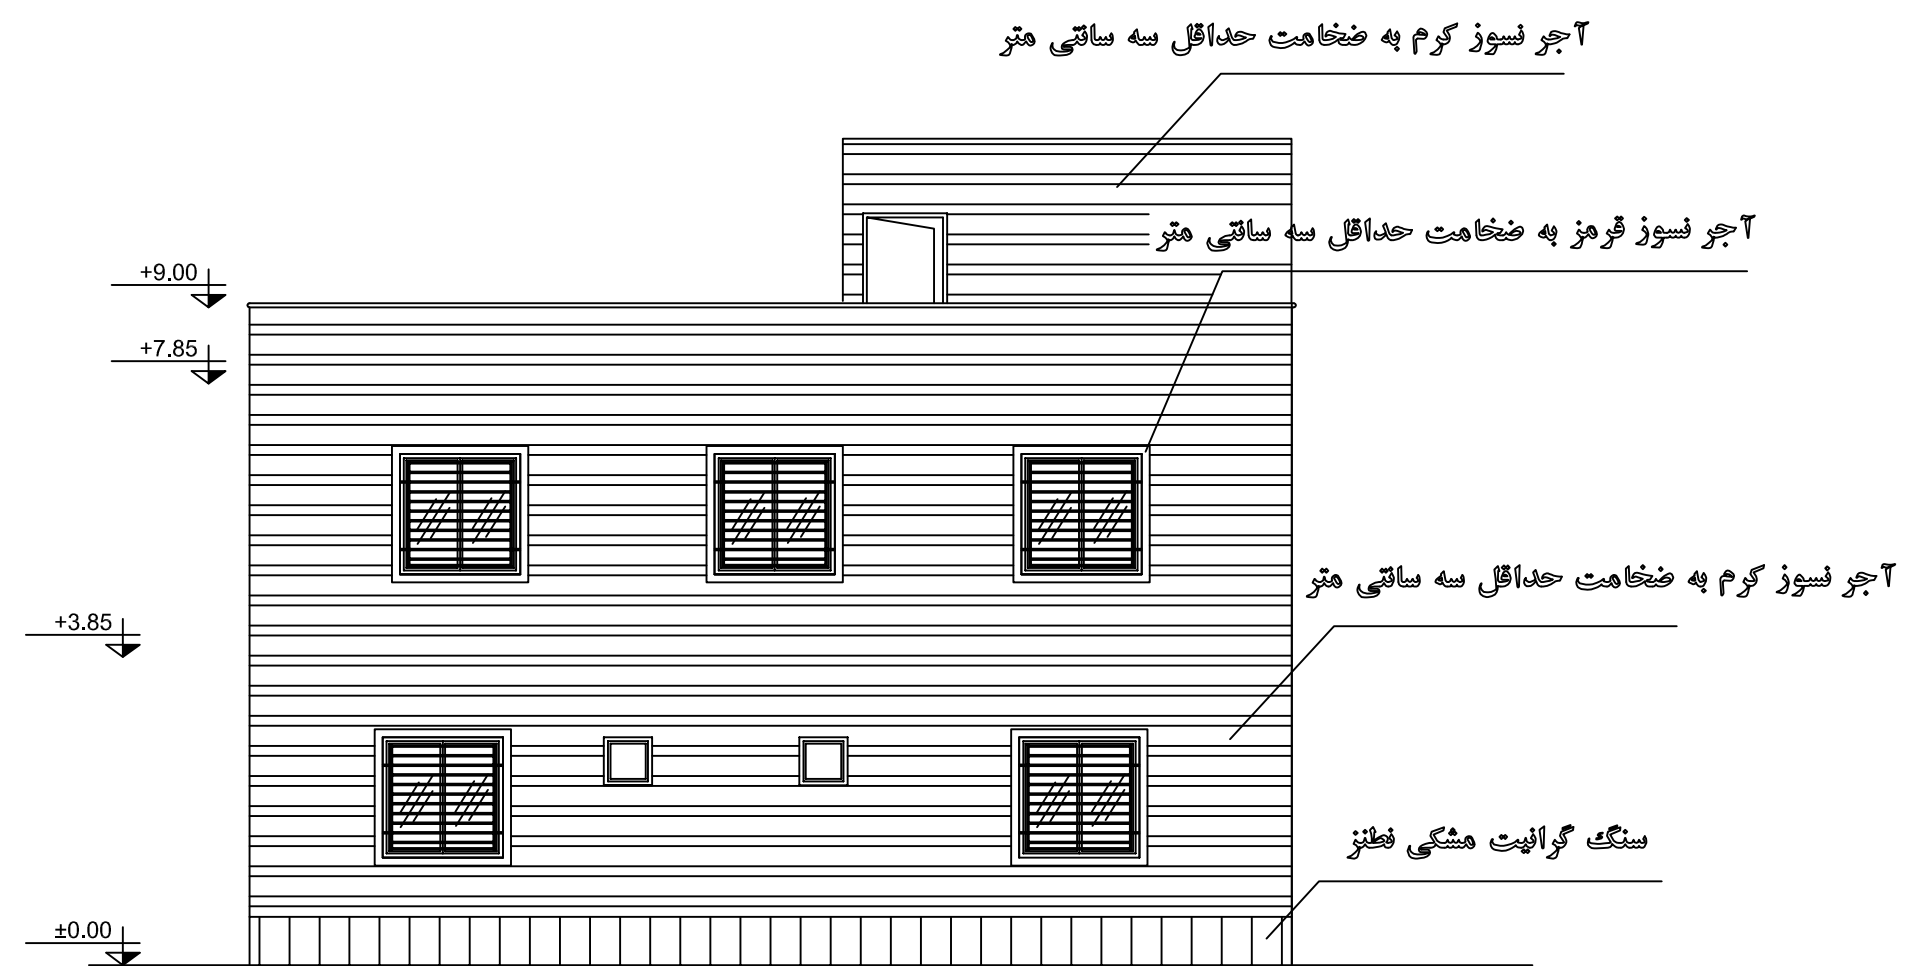 آجر نسوز کرم به ضخامت حداقل سه سانتی متر
آجر نسوز قرمز به ضخامت حداقل سه سانتی متر
+9.00
+7.85
آجر نسوز کرم به ضخامت حداقل سه سانتی متر
+3.85
سنگ گرانیت مشکی نطنز
±0.00